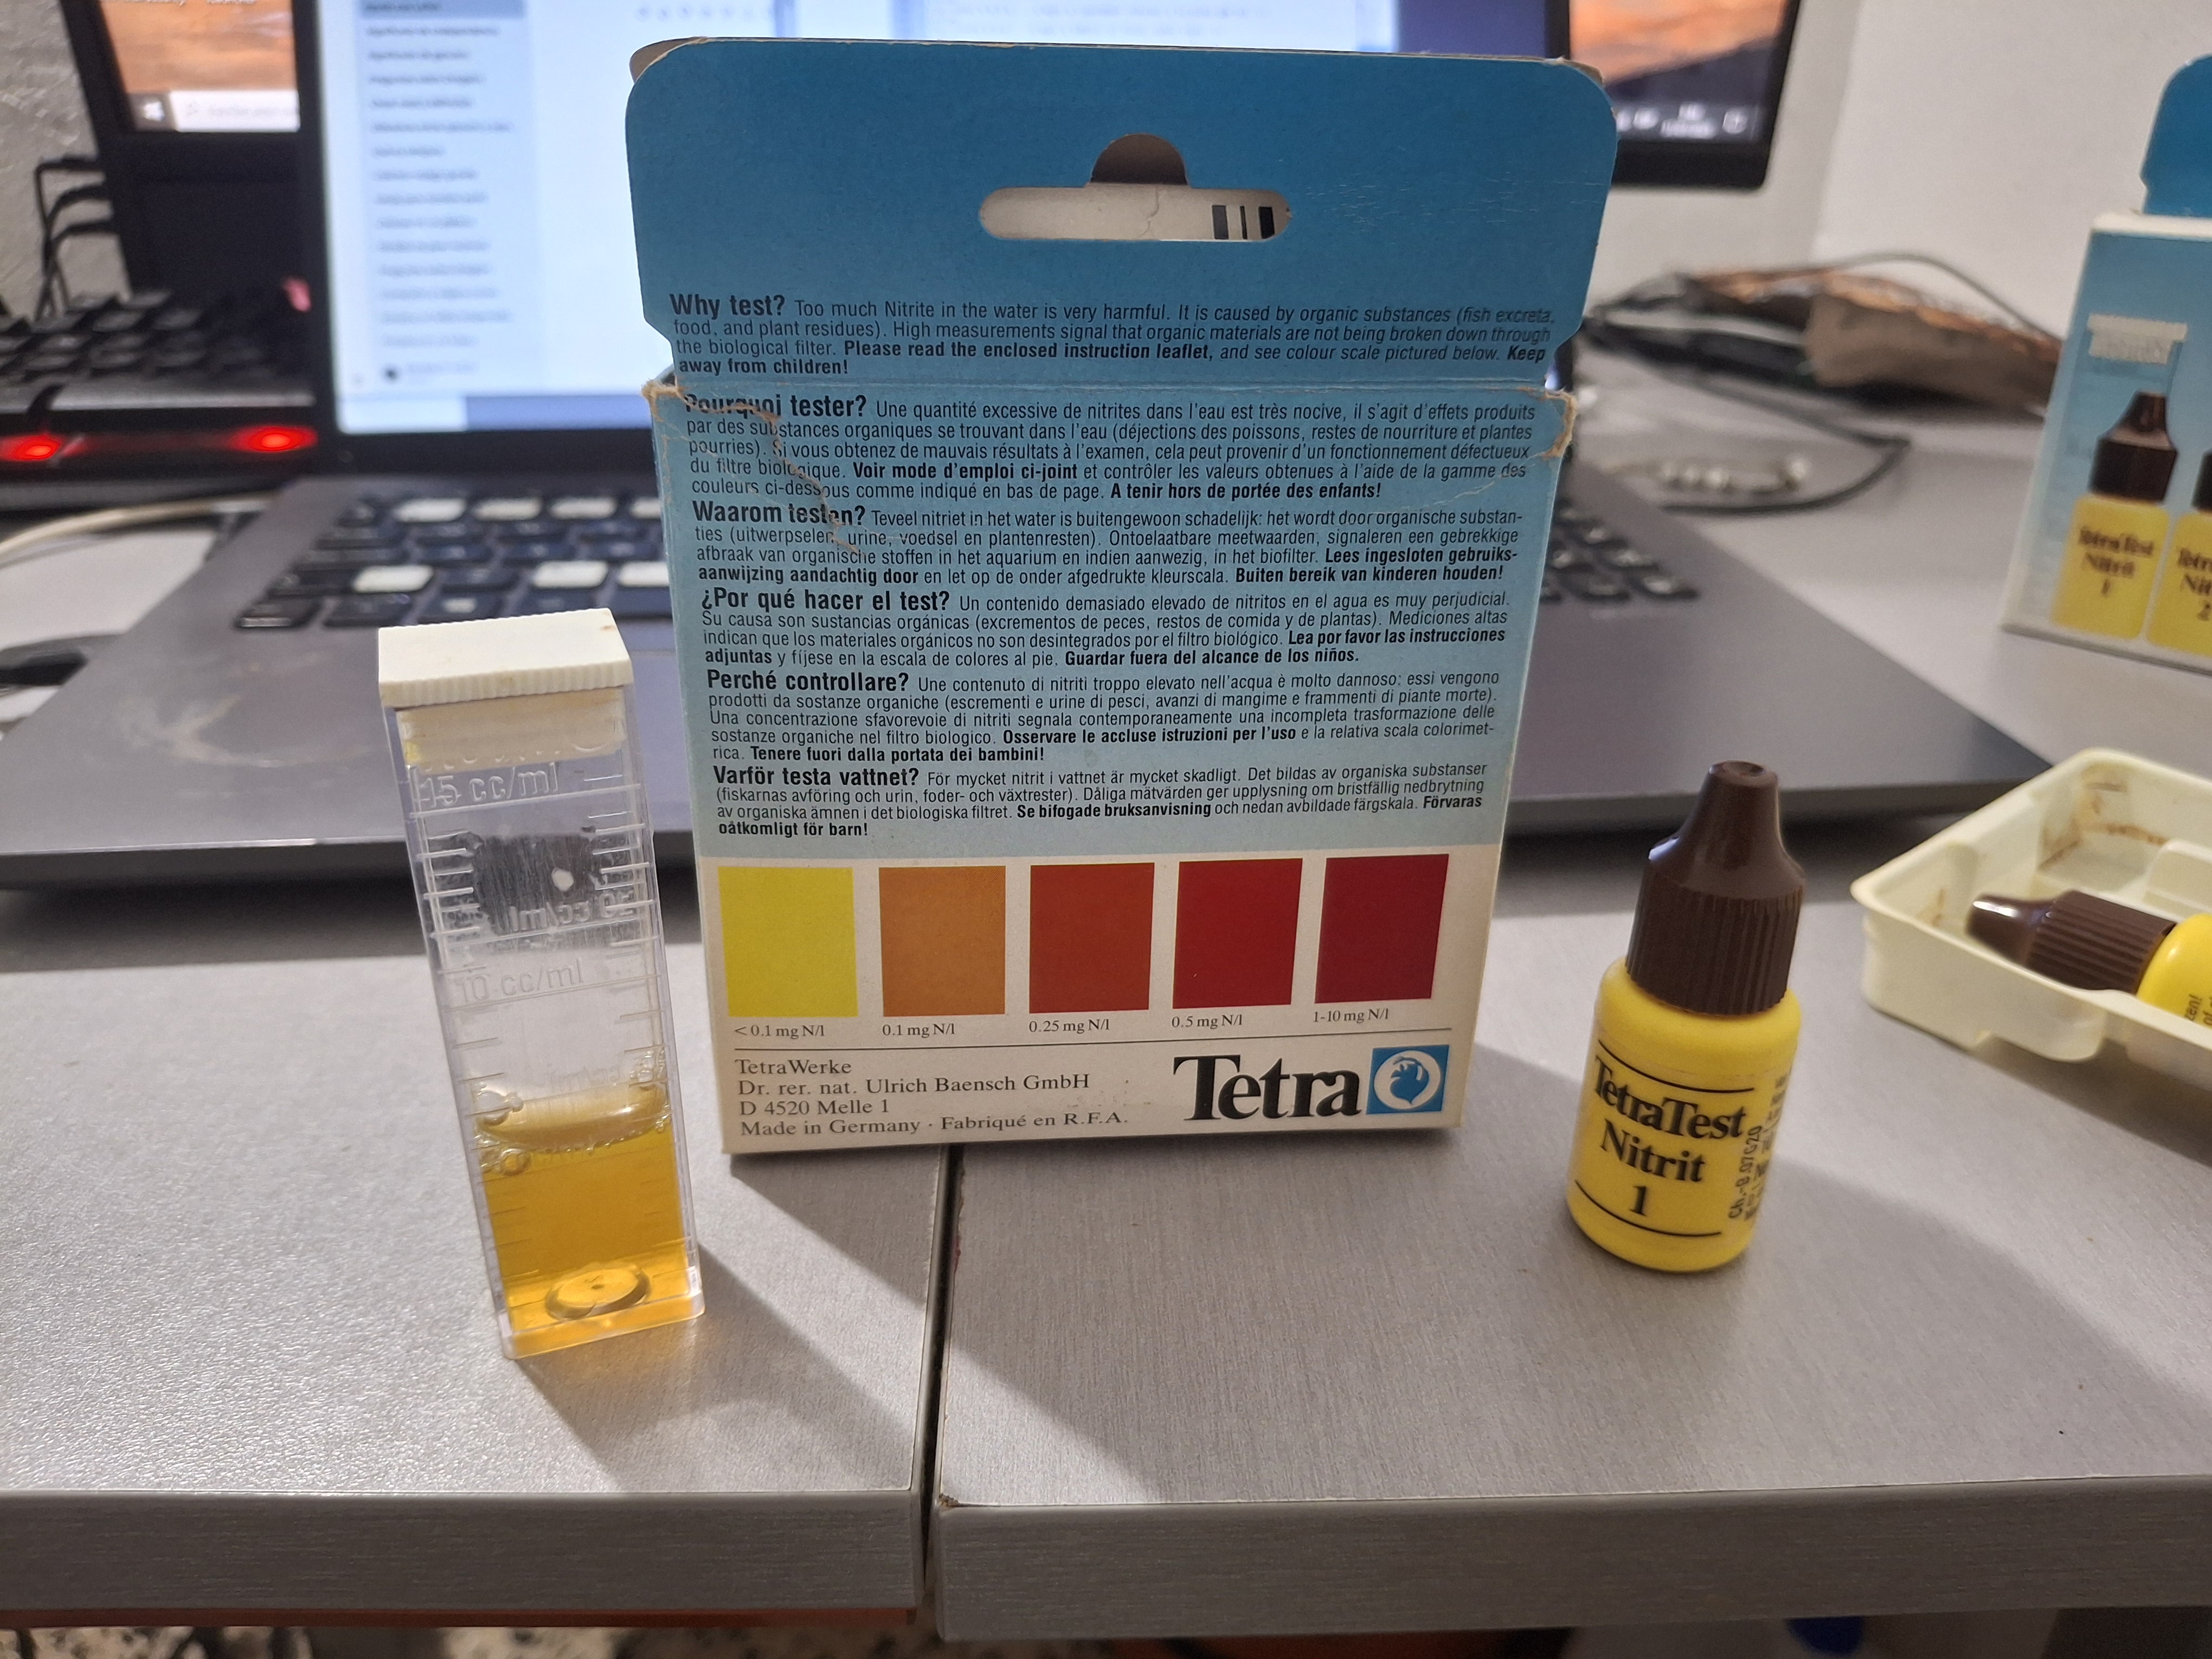 Why test? Too much Nitrite in the water is very harmful. It is caused by organic substances (fish excreta,
food, and plant residues). High measurements signal that organic materials are not being broken down through
the biological filter. Please read the enclosed instruction leaflet, and see colour scale pictured below. Keep
away from children!
Pourquoi tester? Une quantité excessive de nitrites dans l'eau est très nocive, il s'agit d'effets produits
par des substances organiques se trouvant dans l'eau (déjections des poissons, restes de nourriture et plantes
pourries). Si vous obtenez de mauvais résultats à l'examen, cela peut provenir d'un fonctionnement défectueux
du filtre biologique. Voir mode d'emploi ci-joint et contrôler les valeurs obtenues à l'aide de la gamme des
couleurs ci-dessous comme indiqué en bas de page. A tenir hors de portée des enfants!
Waarom testen? Teveel nitriet in het water is buitengewoon schadelijk: het wordt door organische substan-
ties (uitwerpselen, urine, voedsel en plantenresten). Ontoelaatbare meetwaarden, signaleren een gebrekkige
afbraak van organische stoffen in het aquarium en indien aanwezig, in het biofilter. Lees ingesloten gebruiks-
aanwijzing aandachtig door en let op de onder afgedrukte kleurscala. Buiten bereik van kinderen houden!
¿Por qué hacer el test? Un contenido demasiado elevado de nitritos en el agua es muy perjudicial.
Su causa son sustancias orgánicas (excrementos de peces, restos de comida y de plantas). Mediciones altas
indican que los materiales orgánicos no son desintegrados por el filtro biológico. Lea por favor las instrucciones
adjuntas y fíjese en la escala de colores al pie. Guardar fuera del alcance de los niños.
Perché controllare? Une contenuto di nitriti troppo elevato nell'acqua è molto dannoso: essi vengono
prodotti da sostanze organiche (escrementi e urine di pesci, avanzi di mangime e frammenti di piante morte).
Una concentrazione sfavorevoie di nitriti segnala contemporaneamente una incompleta trasformazione delle
sostanze organiche nel filtro biologico. Osservare le accluse istruzioni per l'uso e la relativa scala colorimet-
rica. Tenere fuori dalla portata dei bambini!
Varför testa vattnet? För mycket nitrit i vattnet är mycket skadligt. Det bildas av organiska substanser
(fiskarnas avföring och urin, foder- och växtrester). Dåliga mätvärden ger upplysning om bristfällig nedbrytning
av organiska ämnen i det biologiska filtret. Se bifogade bruksanvisning och nedan avbildade färgskala. Förvaras
oåtkomligt för barn!
<0.1 mg N/l
0.1 mg N/l
0.25 mg N/l
0.5 mg N/l
1-10 mg N/l
TetraWerke
Dr. rer. nat. Ulrich Baensch GmbH
D 4520 Melle 1
Made in Germany · Fabriqué en R.F.A.
Tetra
15 cc/ml
10 cc/ml
TetraTest
Nitrit
1
TetraTest
Nitrit
1